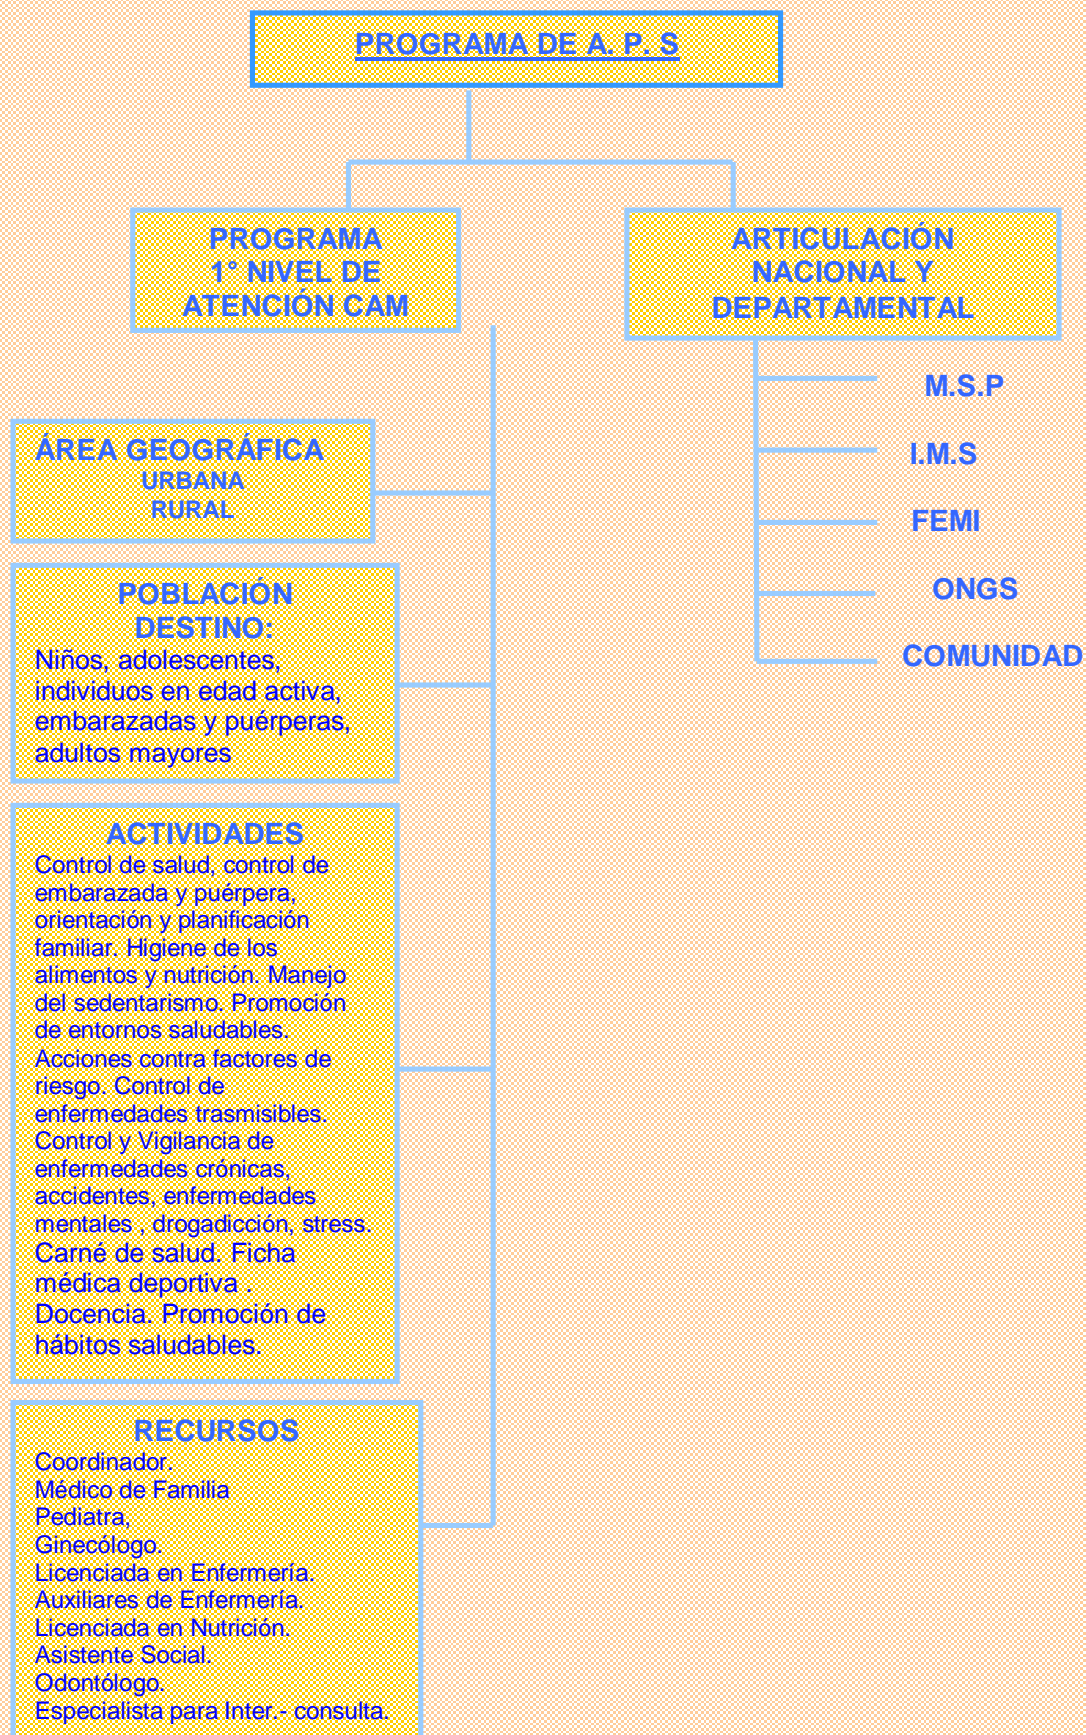 PROGRAMA DE A. P. S
PROGRAMA
1° NIVEL DE
ATENCIÓN CAM
ARTICULACIÓN
NACIONAL Y
DEPARTAMENTAL
M.S.P
I.M.S
FEMI
ONGS
COMUNIDAD
ÁREA GEOGRÁFICA
URBANA
RURAL
POBLACIÓN
DESTINO:
Niños, adolescentes,
individuos en edad activa,
embarazadas y puérperas,
adultos mayores
ACTIVIDADES
Control de salud, control de
embarazada y puérpera,
orientación y planificación
familiar. Higiene de los
alimentos y nutrición. Manejo
del sedentarismo. Promoción
de entornos saludables.
Acciones contra factores de
riesgo. Control de
enfermedades trasmisibles.
Control y Vigilancia de
enfermedades crónicas,
accidentes, enfermedades
mentales , drogadicción, stress.
Carné de salud. Ficha
médica deportiva .
Docencia. Promoción de
hábitos saludables.
RECURSOS
Coordinador.
Médico de Familia
Pediatra,
Ginecólogo.
Licenciada en Enfermería.
Auxiliares de Enfermería.
Licenciada en Nutrición.
Asistente Social.
Odontólogo.
Especialista para Inter.- consulta.